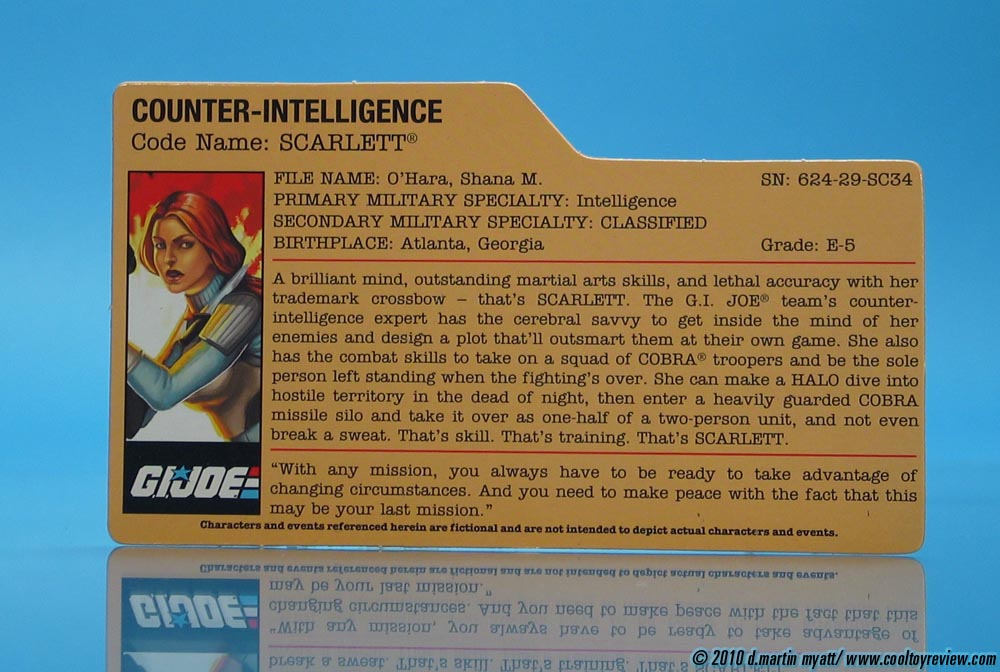 COUNTER-INTELLIGENCE
Code Name: SCARLETT®
FILE NAME: O'Hara, Shana M.
SN: 624-29-SC34
PRIMARY MILITARY SPECIALTY: Intelligence
SECONDARY MILITARY SPECIALTY: CLASSIFIED
BIRTHPLACE: Atlanta, Georgia
Grade: E-5
A brilliant mind, outstanding martial arts skills, and lethal accuracy with her
trademark crossbow – that's SCARLETT. The G.I. JOE® team's counter-
intelligence expert has the cerebral savvy to get inside the mind of her
enemies and design a plot that'll outsmart them at their own game. She also
has the combat skills to take on a squad of COBRA® troopers and be the sole
person left standing when the fighting's over. She can make a HALO dive into
hostile territory in the dead of night, then enter a heavily guarded COBRA
missile silo and take it over as one-half of a two-person unit, and not even
break a sweat. That's skill. That's training. That's SCARLETT.
G.I. JOE
"With any mission, you always have to be ready to take advantage of
changing circumstances. And you need to make peace with the fact that this
may be your last mission."
Characters and events referenced herein are fictional and are not intended to depict actual characters and events.
© 2010 d.martin myatt/ www.cooltoyreview.com